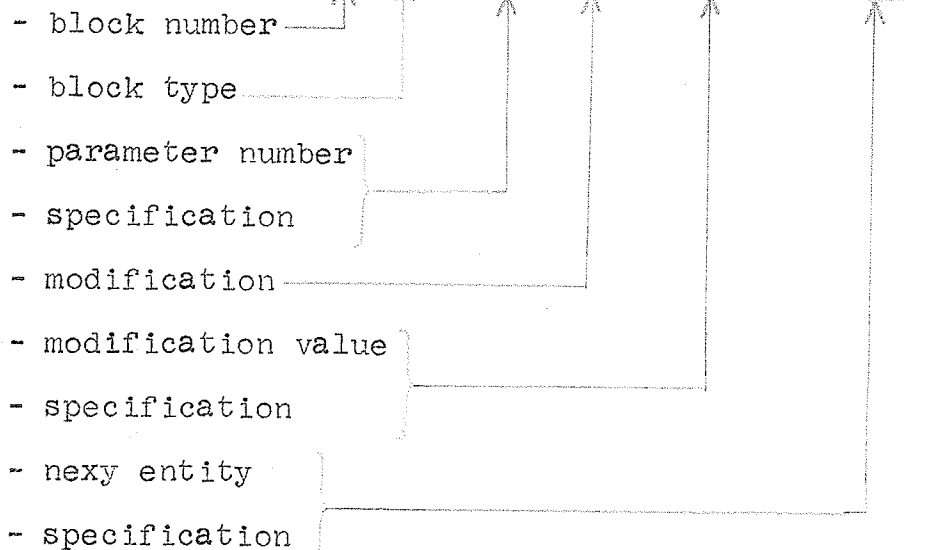 - block number
- block type
- parameter number
- specification
- modification
- modification value
- specification
- nexy entity
- specification